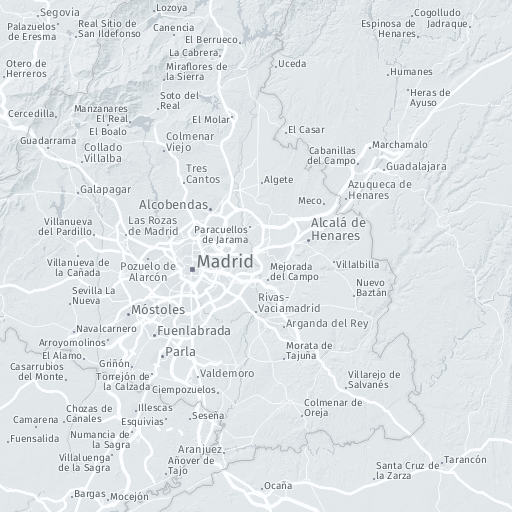 Segovia
Lozoya
Cogolludo
Palazuelos
de Eresma
Real Sitio de
San Ildefonso
Canencia
Espinosa de
Henares
Jadraque
El Berrueco
La Cabrera
Otero de
Herreros
Miraflores de
la Sierra
Uceda
Humanes
Heras de
Ayuso
Soto del
Real
Cercedilla
Manzanares
El Real
El Molar
El Boalo
El Casar
Guadarrama
Colmenar
Viejo
Marchamalo
Collado
Villalba
Cabanillas
del Campo
Guadalajara
Tres
Cantos
Algete
Azuqueca de
Henares
Galapagar
Alcobendas
Meco
Villanueva
del Pardillo
Las Rozas
de Madrid
Paracuellos
de Jarama
Alcalá de
Henares
Villanueva de
la Cañada
Pozuelo de
Alarcón
Madrid
Mejorada
del Campo
Villalbilla
Nuevo
Baztán
Sevilla La
Nueva
Rivas-
Vaciamadrid
Móstoles
Arganda del Rey
Navalcarnero
Fuenlabrada
Arroyomolinos
El Alamo
Parla
Morata de
Tajuña
Casarrubios
del Monte
Griñón
Torrejón de
la Calzada
Valdemoro
Villarejo de
Salvanés
Ciempozuelos
Chozas de
Canales
Illescas
Colmenar de
Oreja
Camarena
Esquivias
Seseña
Fuensalida
Numancia de
la Sagra
Aranjuez
Villaluenga
de la Sagra
Añover de
Tajo
Santa Cruz de
la Zarza
Tarancón
Bargas
Mocejón
Ocaña